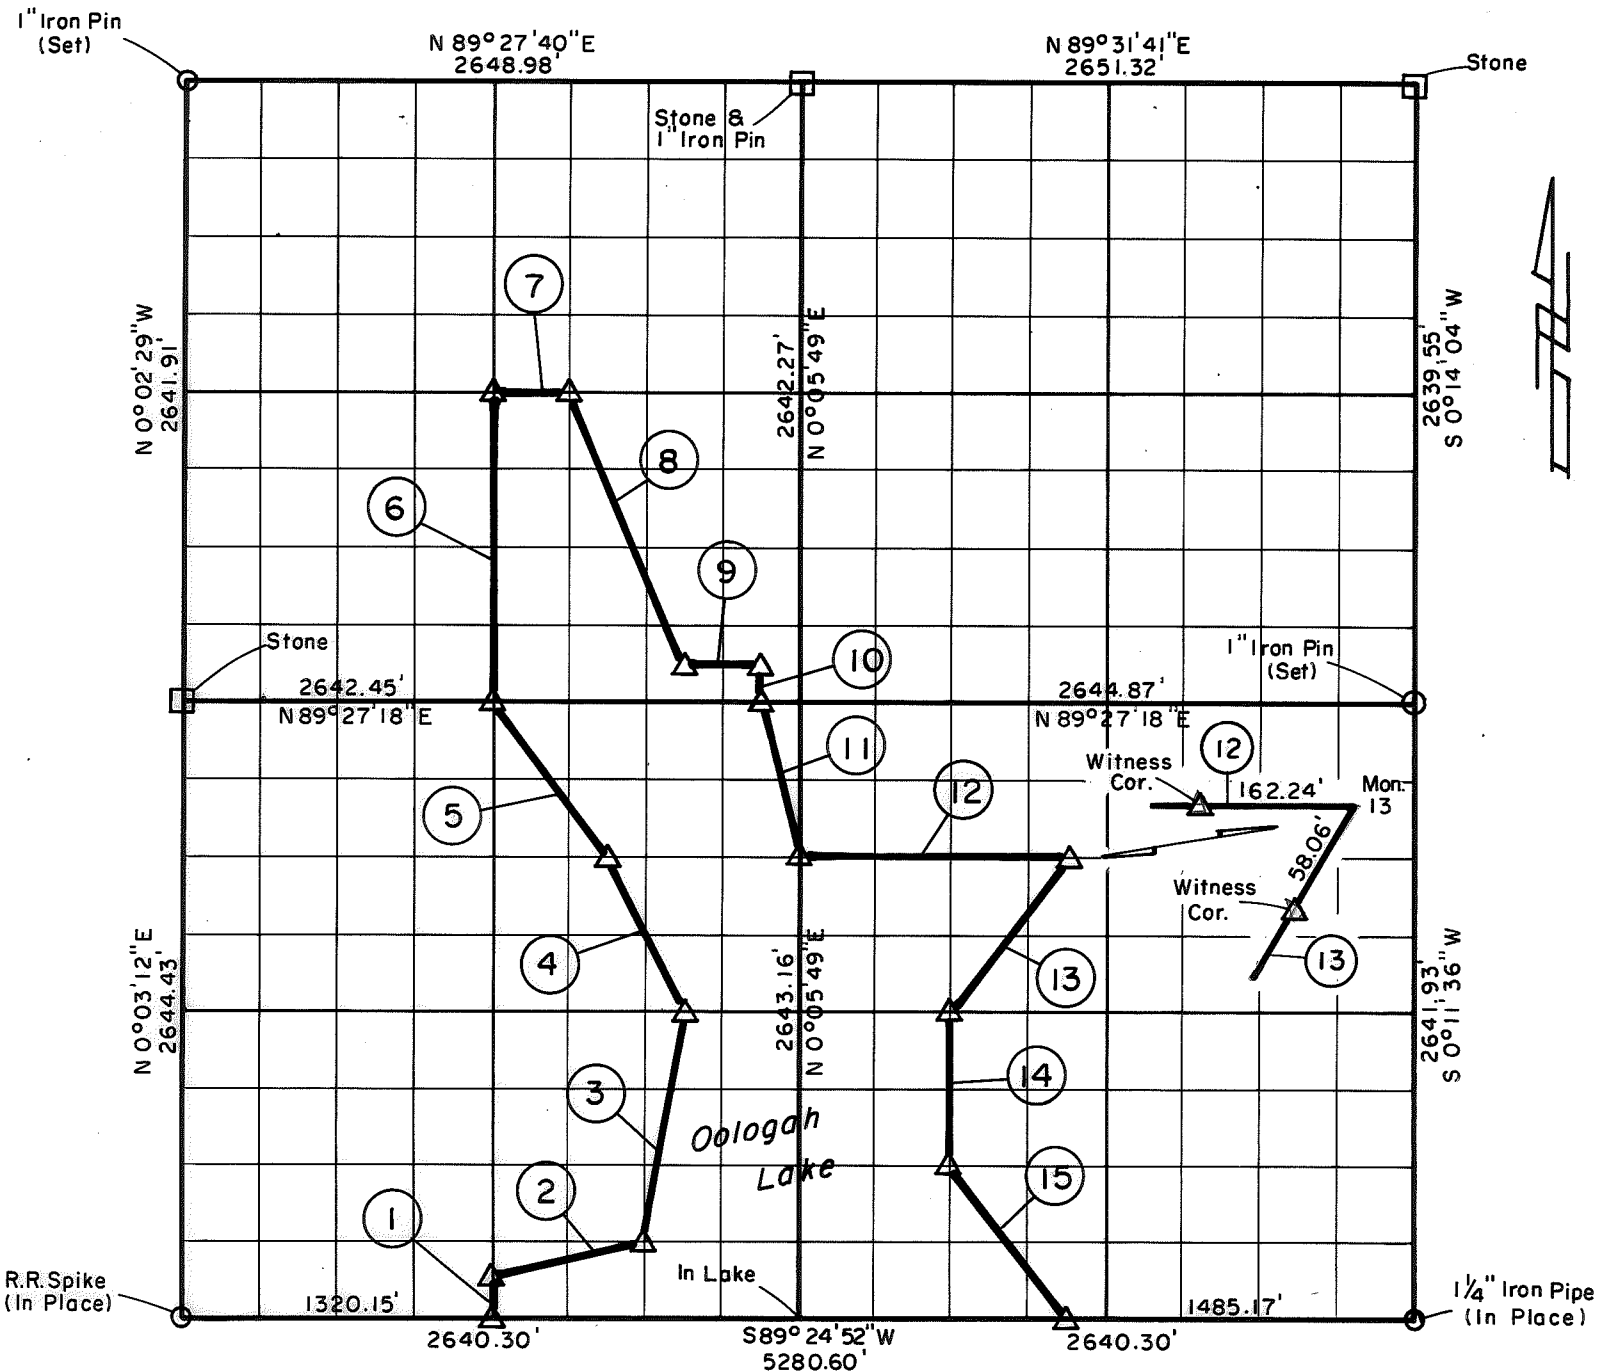 1" Iron Pin
(Set)
N 89° 27' 40" E
2648.98'
N 89° 31' 41" E
2651.32'
Stone
Stone &
1" Iron Pin
7
N 0° 02' 29" W
2641.91'
2642.27'
N 0° 05' 49" E
2639.55'
S 0° 14' 04" W
8
6
9
Stone
10
1" Iron Pin
(Set)
2642.45'
N 89° 27' 18" E
2644.87'
N 89° 27' 18" E
11
12
Witness
Cor.
162.24'
Mon.
13
5
12
58.06'
Witness
Cor.
13
4
13
N 0° 03' 12" E
2644.43'
2643.16'
N 0° 05' 49" E
2641.93'
S 0° 11' 36" W
3
14
Oologah
Lake
2
15
1
R.R. Spike
(In Place)
In Lake
1 1/4" Iron Pipe
(In Place)
1320.15'
1485.17'
2640.30'
S 89° 24' 52" W
2640.30'
5280.60'